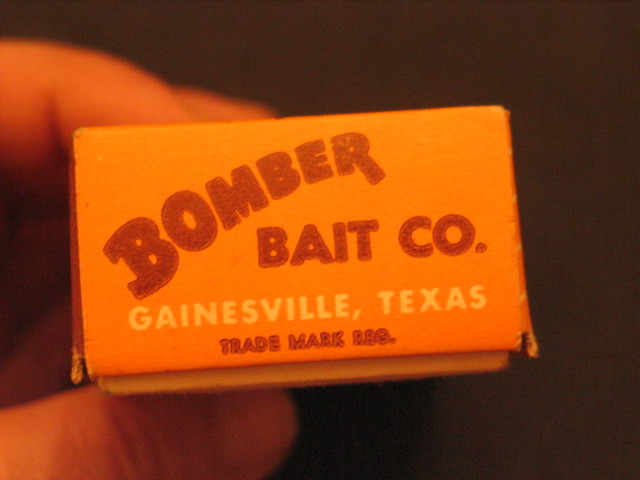 BOMBER
BAIT CO.
GAINESVILLE, TEXAS
TRADE MARK REG.